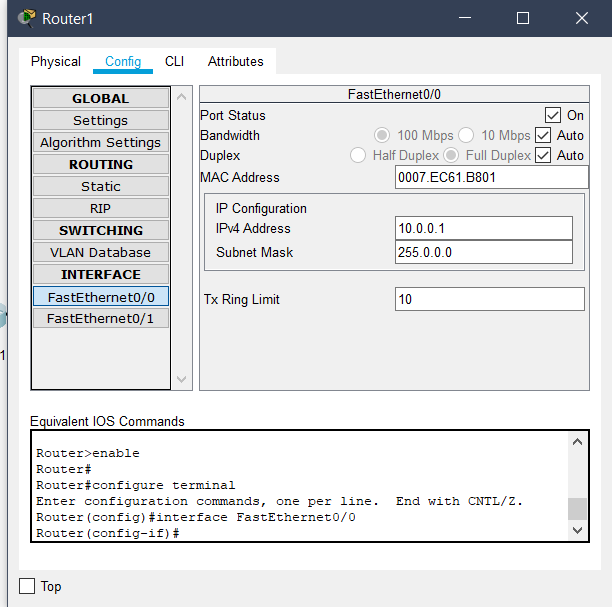 Router1
Physical Config CLI Attributes
GLOBAL
Settings
Algorithm Settings
ROUTING
Static
RIP
SWITCHING
VLAN Database
INTERFACE
FastEthernet0/0
FastEthernet0/1
FastEthernet0/0
Port Status On
Bandwidth 100 Mbps 10 Mbps Auto
Duplex Half Duplex Full Duplex Auto
MAC Address 0007.EC61.B801
IP Configuration
IPv4 Address 10.0.0.1
Subnet Mask 255.0.0.0
Tx Ring Limit 10
1
Equivalent IOS Commands
Router>enable
Router#
Router#configure terminal
Enter configuration commands, one per line. End with CNTL/Z.
Router(config)#interface FastEthernet0/0
Router(config-if)#
Top